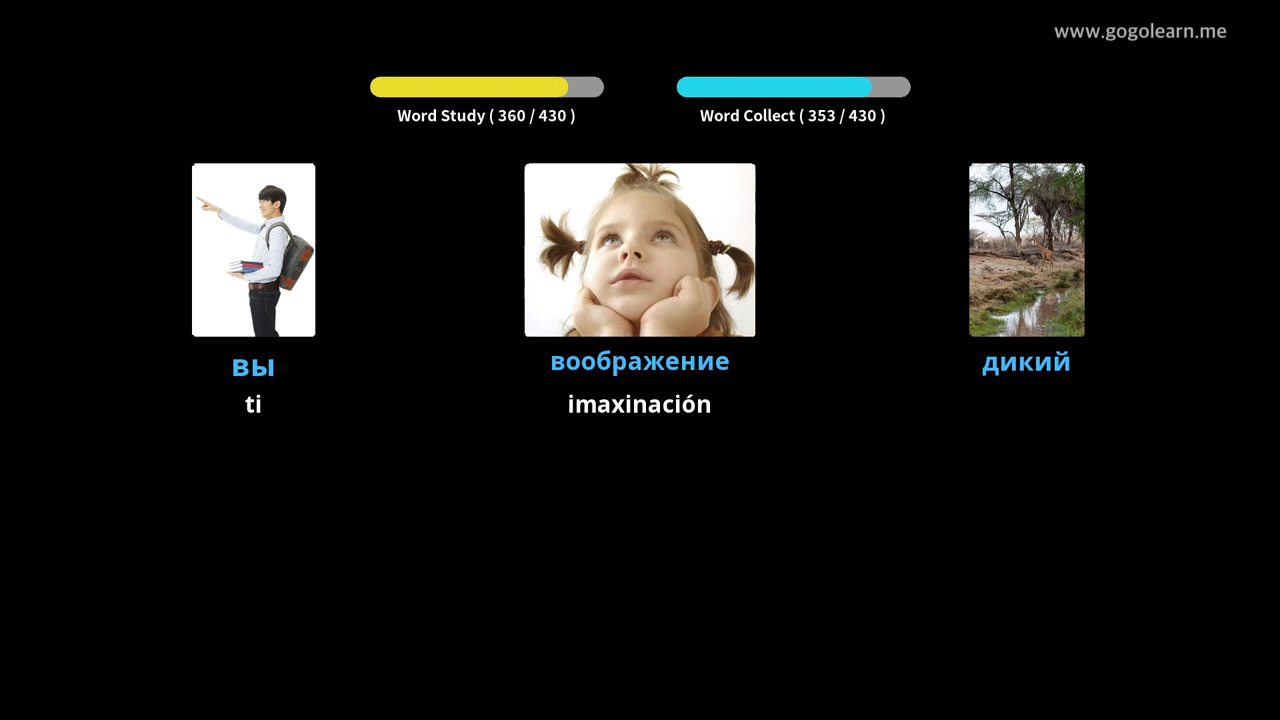 www.gogolearn.me
Word Study ( 360 / 430 )
Word Collect ( 353 / 430 )
вы
ti
воображение
imaxinación
дикий